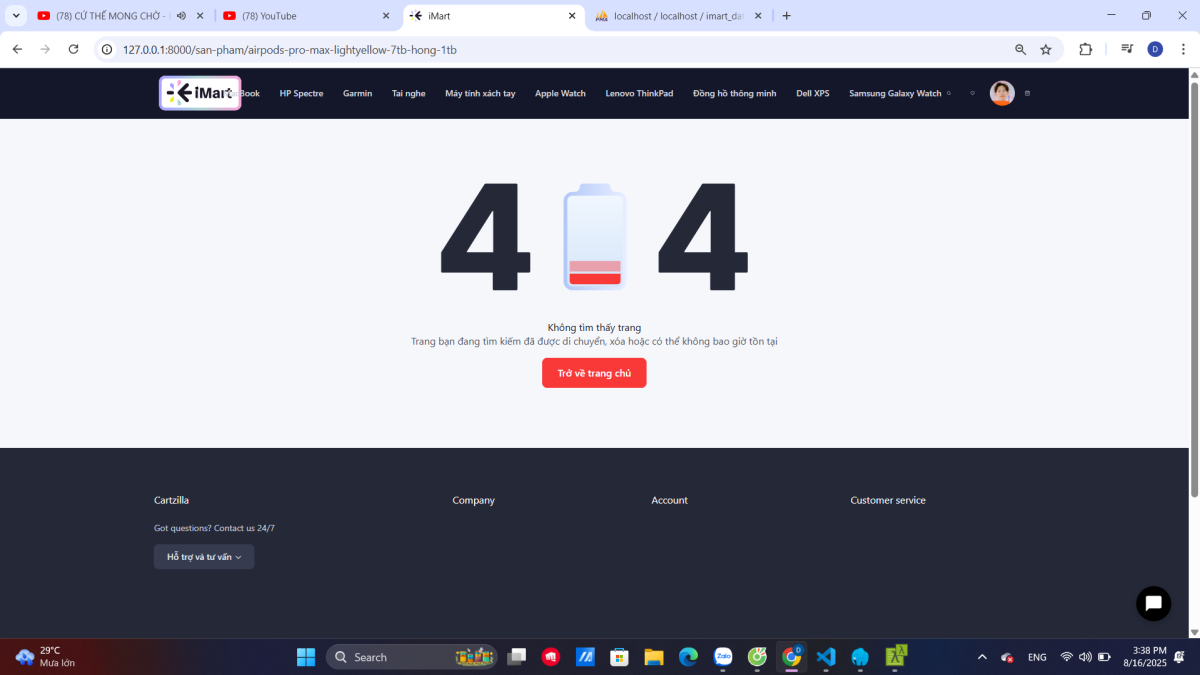 (78) CỨ THẾ MONG CHỜ -
(78) YouTube
iMart
localhost / localhost / imart_dat
127.0.0.1:8000/san-pham/airpods-pro-max-lightyellow-7tb-hong-1tb
D
iMart
Book
HP Spectre
Garmin
Tai nghe
Máy tính xách tay
Apple Watch
Lenovo ThinkPad
Đồng hồ thông minh
Dell XPS
Samsung Galaxy Watch
4 4
Không tìm thấy trang
Trang bạn đang tìm kiếm đã được di chuyển, xóa hoặc có thể không bao giờ tồn tại
Trở về trang chủ
Cartzilla
Company
Account
Customer service
Got questions? Contact us 24/7
Hỗ trợ và tư vấn
29°C
Mưa lớn
Search
Zalo
D
ENG
3:38 PM
8/16/2025